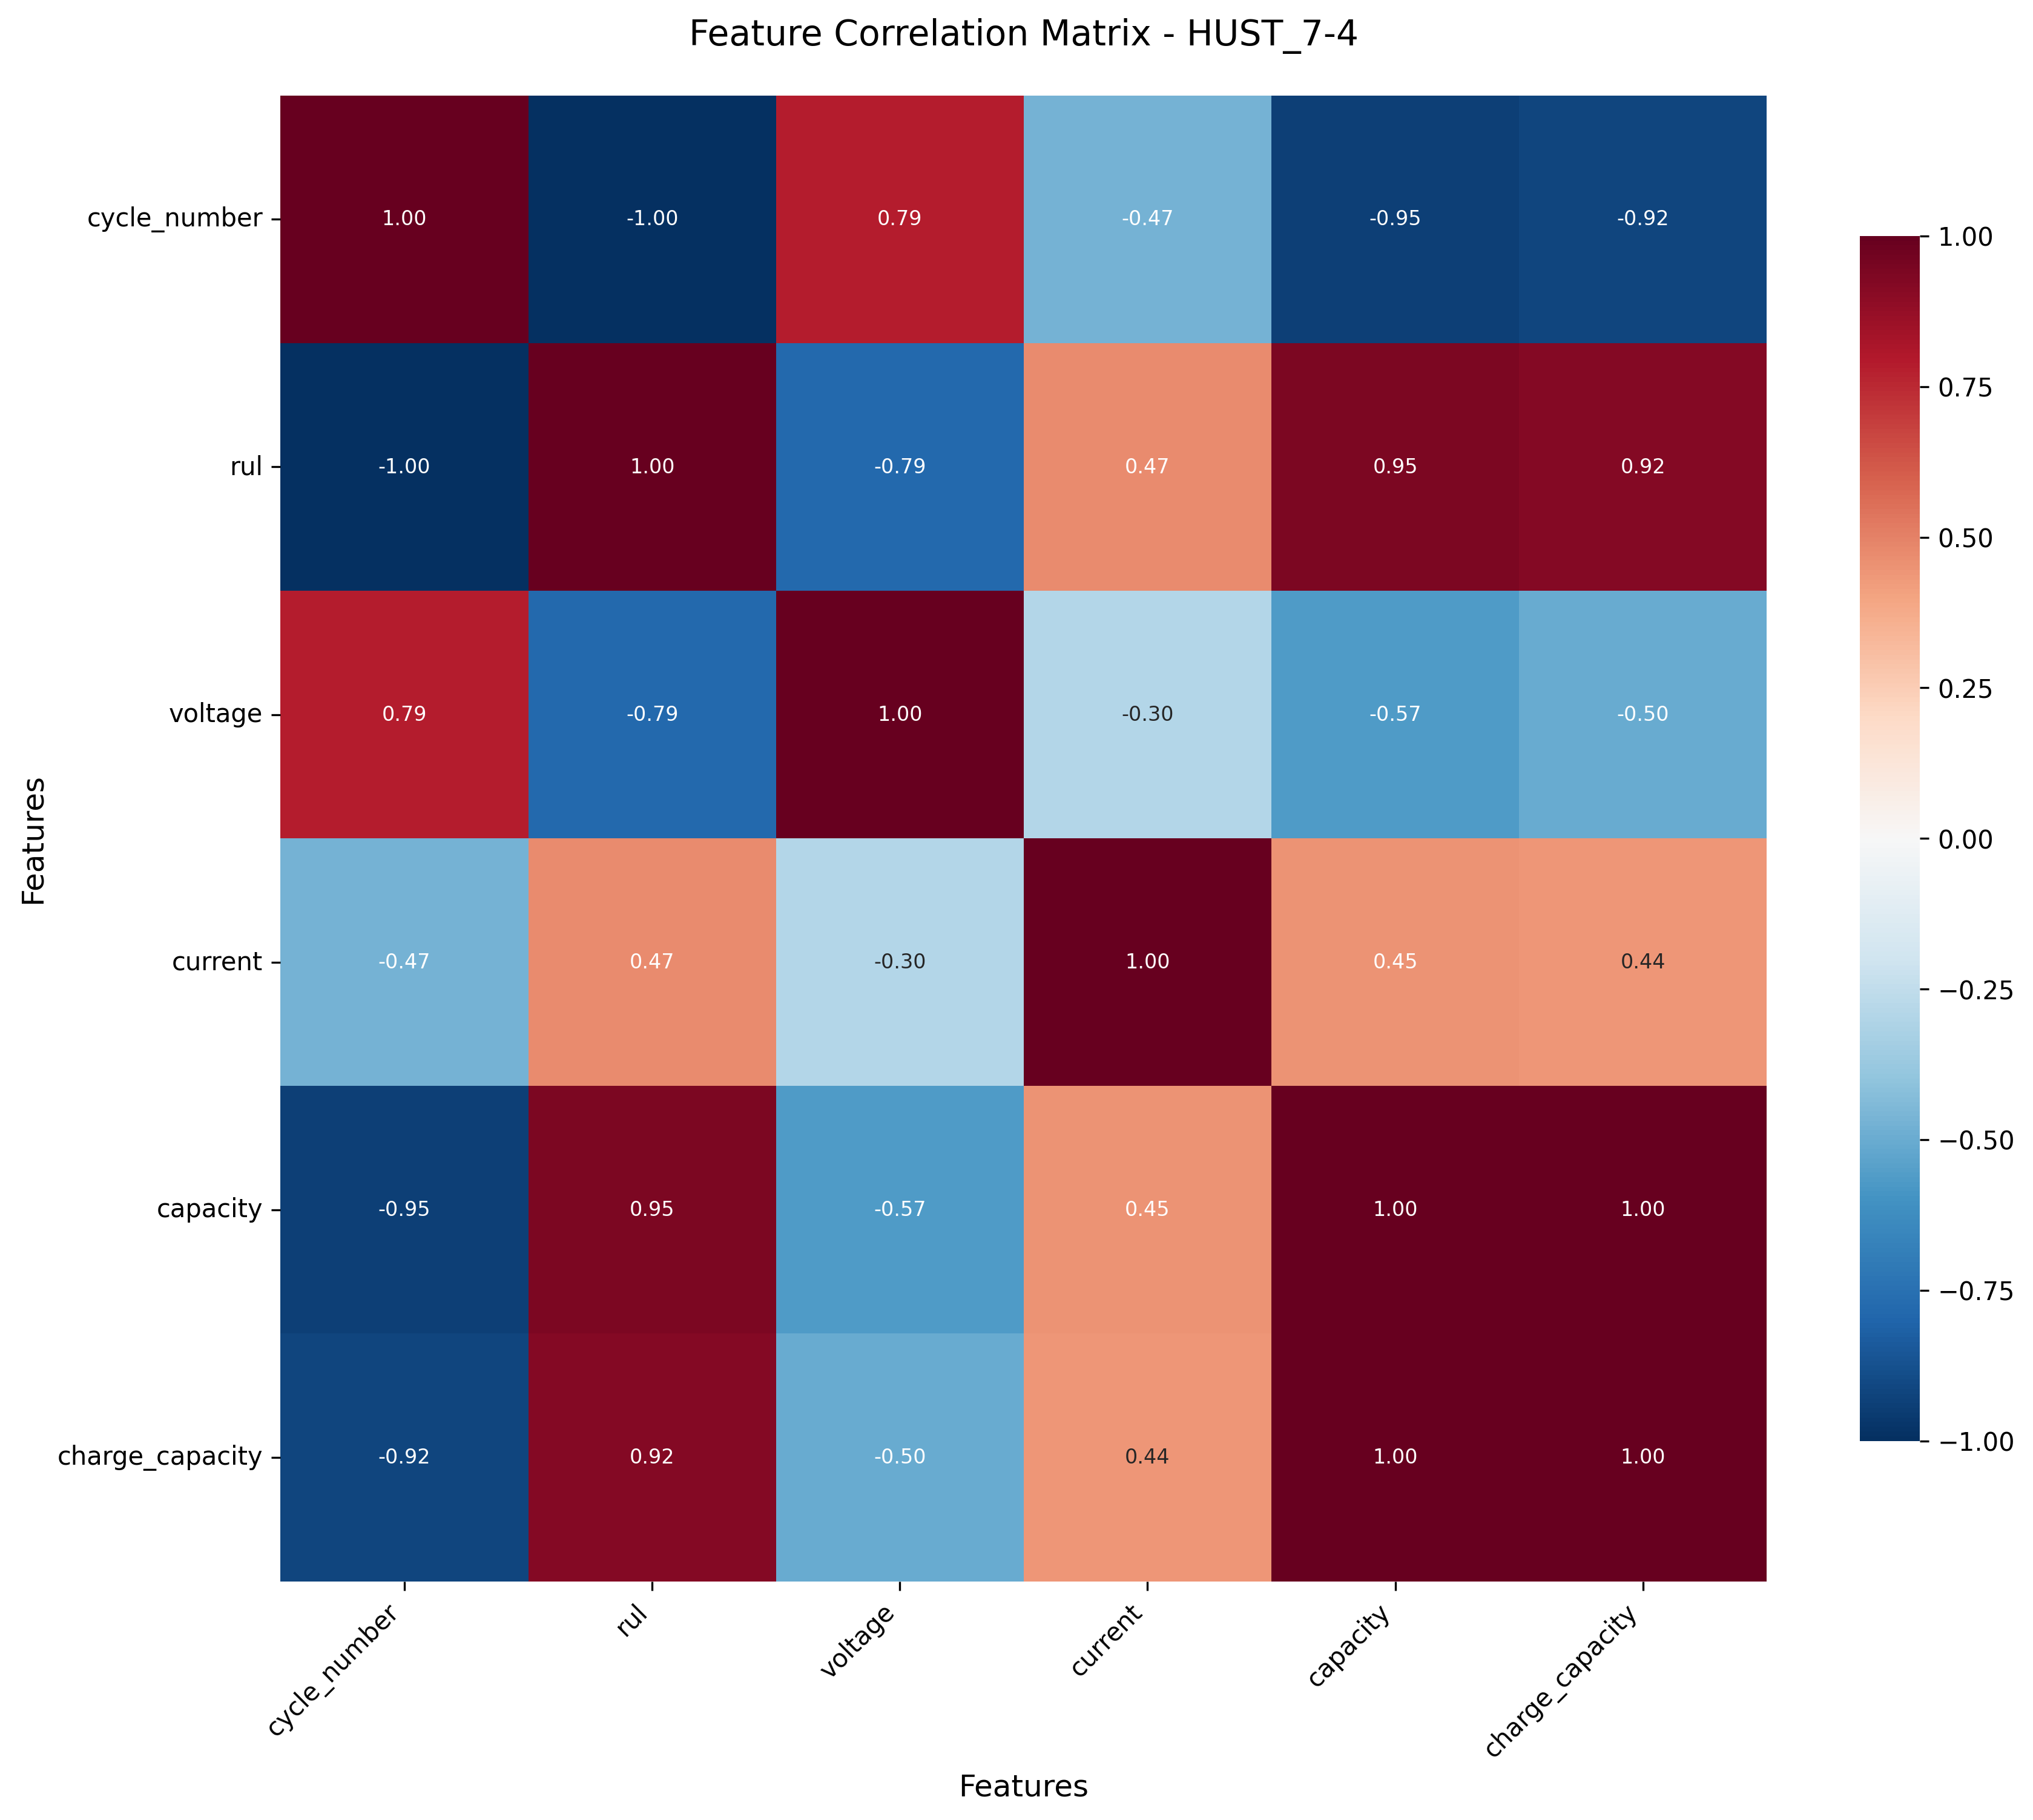 Feature Correlation Matrix - HUST_7-4
Features
cycle_number 1.00 -1.00 0.79 -0.47 -0.95 -0.92
rul -1.00 1.00 -0.79 0.47 0.95 0.92
voltage 0.79 -0.79 1.00 -0.30 -0.57 -0.50
current -0.47 0.47 -0.30 1.00 0.45 0.44
capacity -0.95 0.95 -0.57 0.45 1.00 1.00
charge_capacity -0.92 0.92 -0.50 0.44 1.00 1.00
cycle_number rul voltage current capacity charge_capacity
Features
1.00
0.75
0.50
0.25
0.00
−0.25
−0.50
−0.75
−1.00